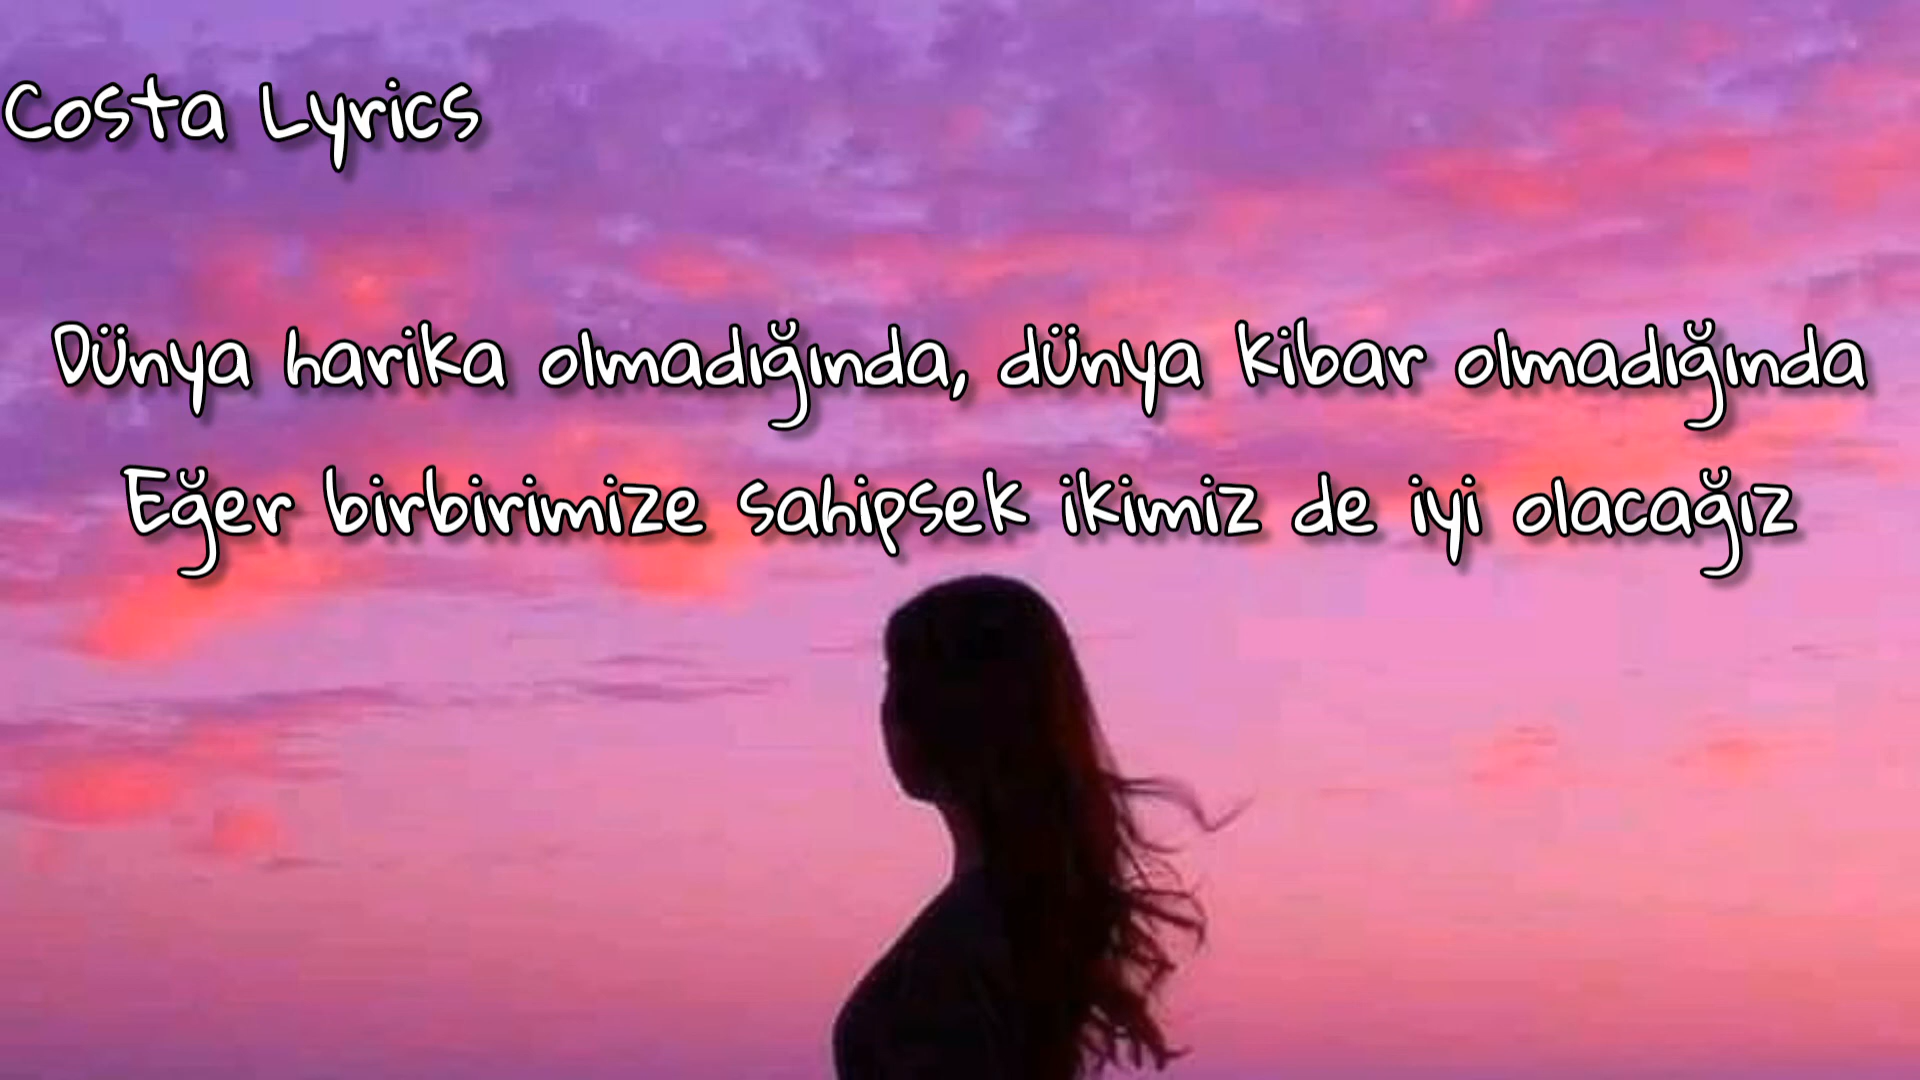 Costa Lyrics
Dünya harika olmadığında, dünya kibar olmadığında
Eğer birbirimize sahipsek ikimiz de iyi olacağız